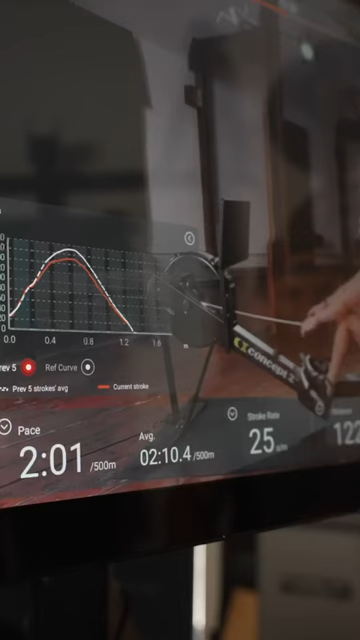 0.0 0.4 0.8 1.2 1.6
Prev 5 Ref Curve
Prev 5 strokes' avg Current stroke
concept 2
Pace
2:01 /500m
Avg.
02:10.4 /500m
Stroke Rate
25
122